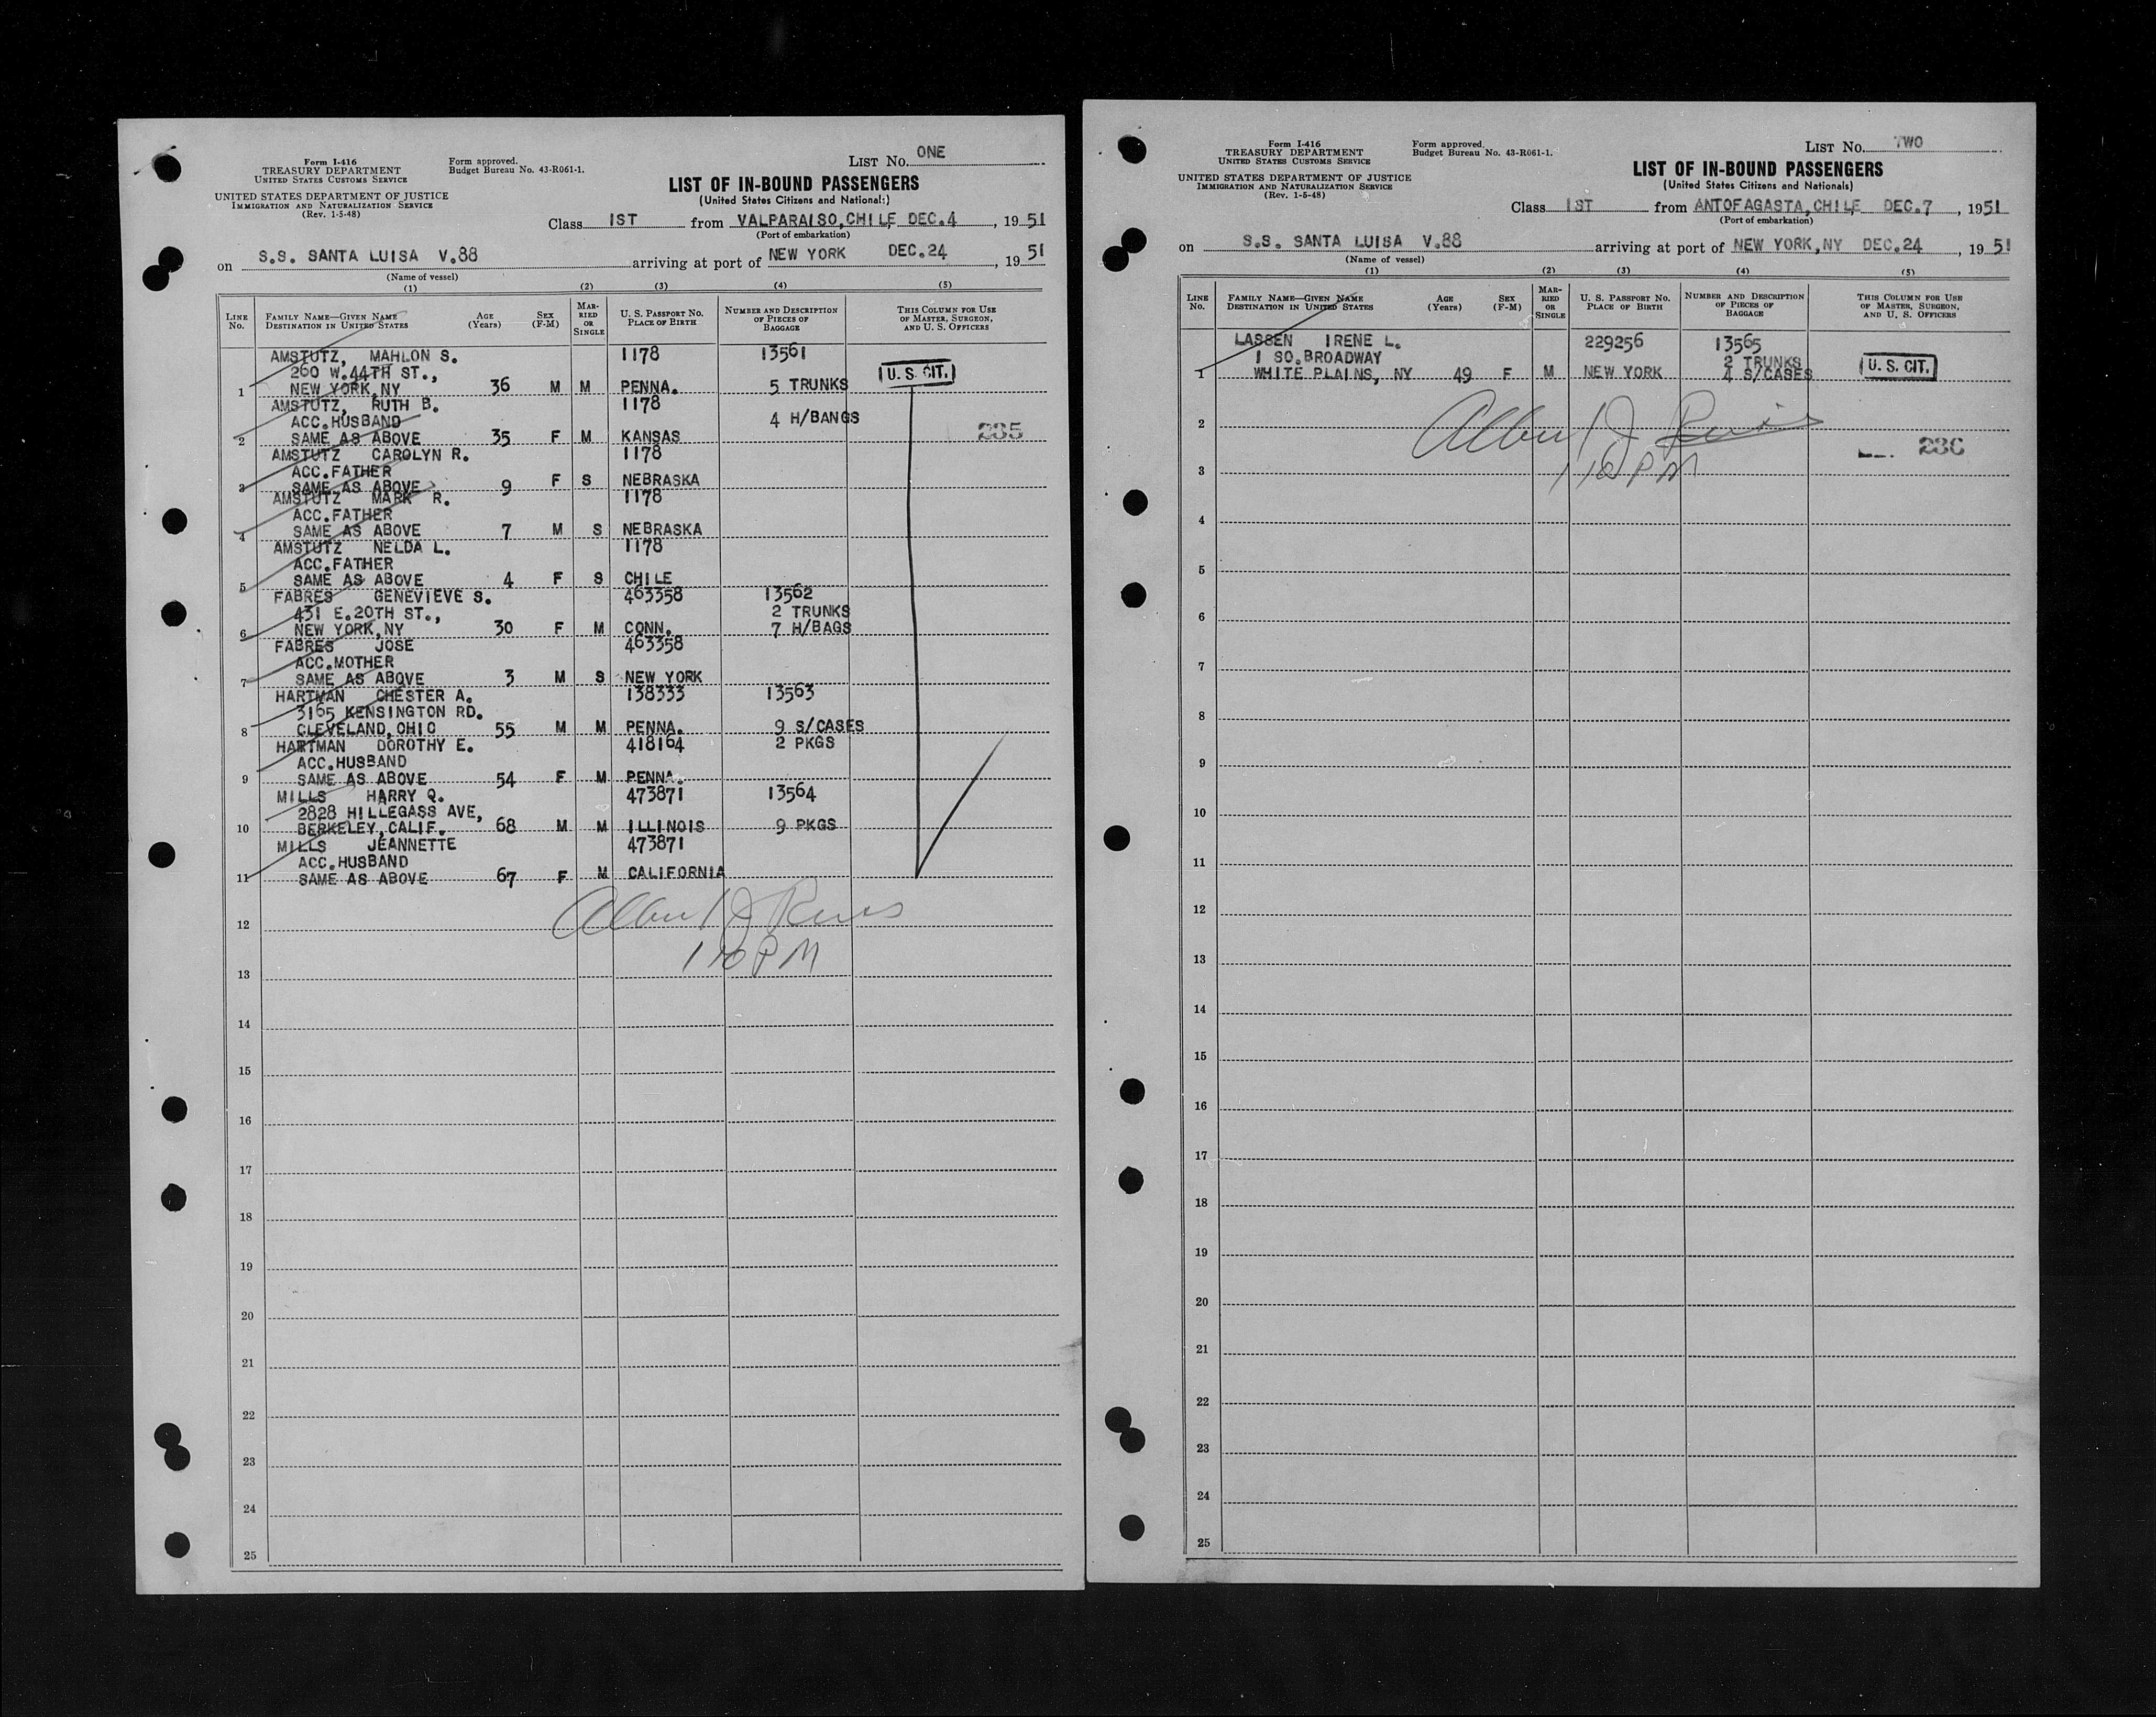 Form I-416
TREASURY DEPARTMENT
UNITED STATES CUSTOMS SERVICE
UNITED STATES DEPARTMENT OF JUSTICE
IMMIGRATION AND NATURALIZATION SERVICE
(Rev. 1-5-48)
Form approved.
Budget Bureau No. 43-R061-1.
LIST NO. ONE
LIST OF IN-BOUND PASSENGERS
(United States Citizens and Nationals)
Class 1ST from VALPARAISO, CHILE DEC.4, 1951
(Port of embarkation)
on S.S. SANTA LUISA V.88 arriving at port of NEW YORK DEC.24, 1951
(Name of vessel)
(1) (2) (3) (4) (5)
LINE No. FAMILY NAME—GIVEN NAME DESTINATION IN UNITED STATES AGE (Years) SEX (F-M) MARRIED OR SINGLE U. S. PASSPORT NO. PLACE OF BIRTH NUMBER AND DESCRIPTION OF PIECES OF BAGGAGE THIS COLUMN FOR USE OF MASTER, SURGEON, AND U. S. OFFICERS
AMSTUTZ, MAHLON S. 1178 13561
260 W.44TH ST., U. S. CIT.
1 NEW YORK,NY 36 M M PENNA. 5 TRUNKS
AMSTUTZ, RUTH B. 1178
ACC.HUSBAND 4 H/BANGS
2 SAME AS ABOVE 35 F M KANSAS 235
AMSTUTZ CAROLYN R. 1178
ACC.FATHER
3 SAME AS ABOVE 9 F S NEBRASKA
AMSTUTZ MARK R. 1178
ACC.FATHER
4 SAME AS ABOVE 7 M S NEBRASKA
AMSTUTZ NELDA L. 1178
ACC.FATHER
5 SAME AS ABOVE 4 F S CHILE
FABRES GENEVIEVE S. 463358 13562
431 E.20TH ST., 2 TRUNKS
6 NEW YORK,NY 30 F M CONN. 7 H/BAGS
FABRES JOSE 463358
ACC.MOTHER
7 SAME AS ABOVE 3 M S NEW YORK
HARTMAN CHESTER A. 138333 13563
3165 KENSINGTON RD.
8 CLEVELAND,OHIO 55 M M PENNA. 9 S/CASES
HARTMAN DOROTHY E. 418164 2 PKGS
ACC.HUSBAND
9 SAME AS ABOVE 54 F M PENNA.
MILLS HARRY Q. 473871 13564
2828 HILLEGASS AVE,
10 BERKELEY,CALIF. 68 M M ILLINOIS 9 PKGS
MILLS JEANNETTE 473871
ACC.HUSBAND
11 SAME AS ABOVE 67 F M CALIFORNIA
12
1 10 PM
13
14
15
16
17
18
19
20
21
22
23
24
25
Form I-416
TREASURY DEPARTMENT
UNITED STATES CUSTOMS SERVICE
UNITED STATES DEPARTMENT OF JUSTICE
IMMIGRATION AND NATURALIZATION SERVICE
(Rev. 1-5-48)
Form approved.
Budget Bureau No. 43-R061-1.
LIST NO. TWO
LIST OF IN-BOUND PASSENGERS
(United States Citizens and Nationals)
Class 1ST from ANTOFAGASTA, CHILE DEC.7, 1951
(Port of embarkation)
on S.S. SANTA LUISA V.88 arriving at port of NEW YORK,NY DEC.24, 1951
(Name of vessel)
(1) (2) (3) (4) (5)
LINE No. FAMILY NAME—GIVEN NAME DESTINATION IN UNITED STATES AGE (Years) SEX (F-M) MARRIED OR SINGLE U. S. PASSPORT NO. PLACE OF BIRTH NUMBER AND DESCRIPTION OF PIECES OF BAGGAGE THIS COLUMN FOR USE OF MASTER, SURGEON, AND U. S. OFFICERS
LASSEN IRENE L. 229256 13565
1 SO.BROADWAY 2 TRUNKS U. S. CIT.
1 WHITE PLAINS, NY 49 F M NEW YORK 4 S/CASES
2
236
3 1 10 PM
4
5
6
7
8
9
10
11
12
13
14
15
16
17
18
19
20
21
22
23
24
25